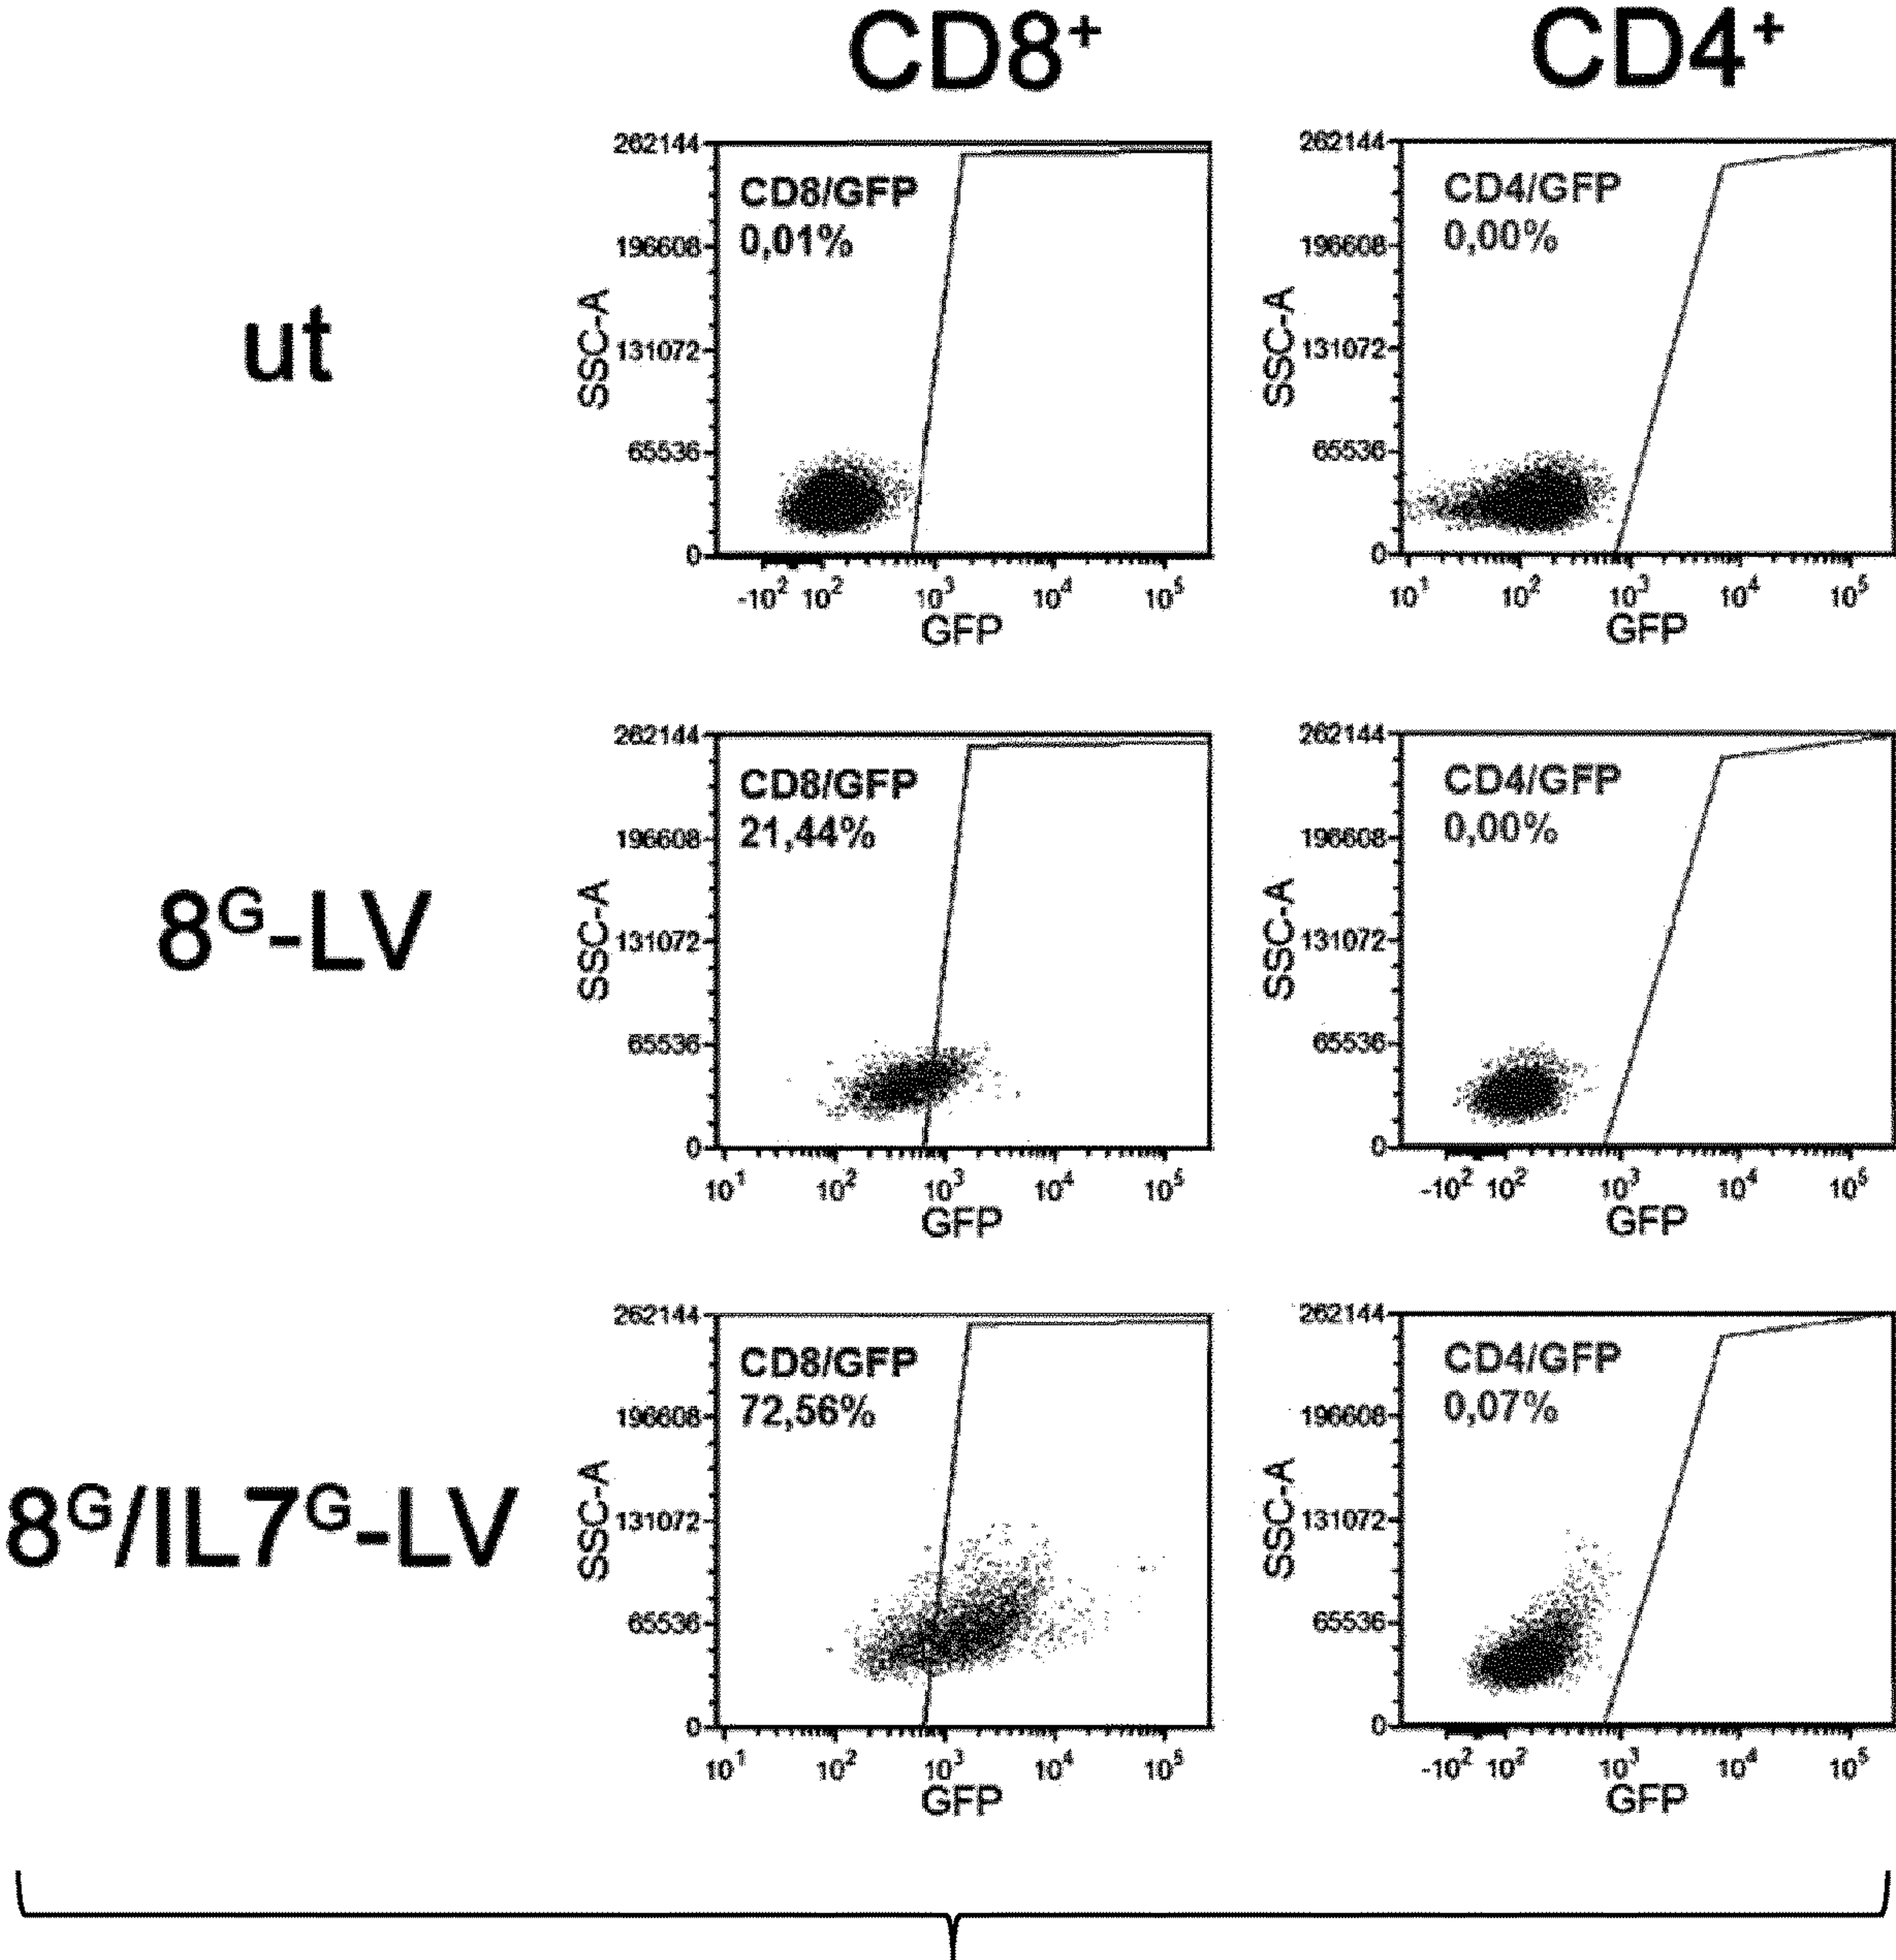 CD8⁺ CD4⁺
ut
262144
196608
131072
65536
0
SSC-A
CD8/GFP
0,01%
-10² 10² 10³ 10⁴ 10⁵
GFP
262144
196608
131072
65536
0
SSC-A
CD4/GFP
0,00%
10¹ 10² 10³ 10⁴ 10⁵
GFP
8ᴳ-LV
262144
196608
131072
65536
0
SSC-A
CD8/GFP
21,44%
10¹ 10² 10³ 10⁴ 10⁵
GFP
262144
196608
131072
65536
0
SSC-A
CD4/GFP
0,00%
-10² 10² 10³ 10⁴ 10⁵
GFP
8ᴳ/IL7ᴳ-LV
262144
196608
131072
65536
0
SSC-A
CD8/GFP
72,56%
10¹ 10² 10³ 10⁴ 10⁵
GFP
262144
196608
131072
65536
0
SSC-A
CD4/GFP
0,07%
-10² 10² 10³ 10⁴ 10⁵
GFP